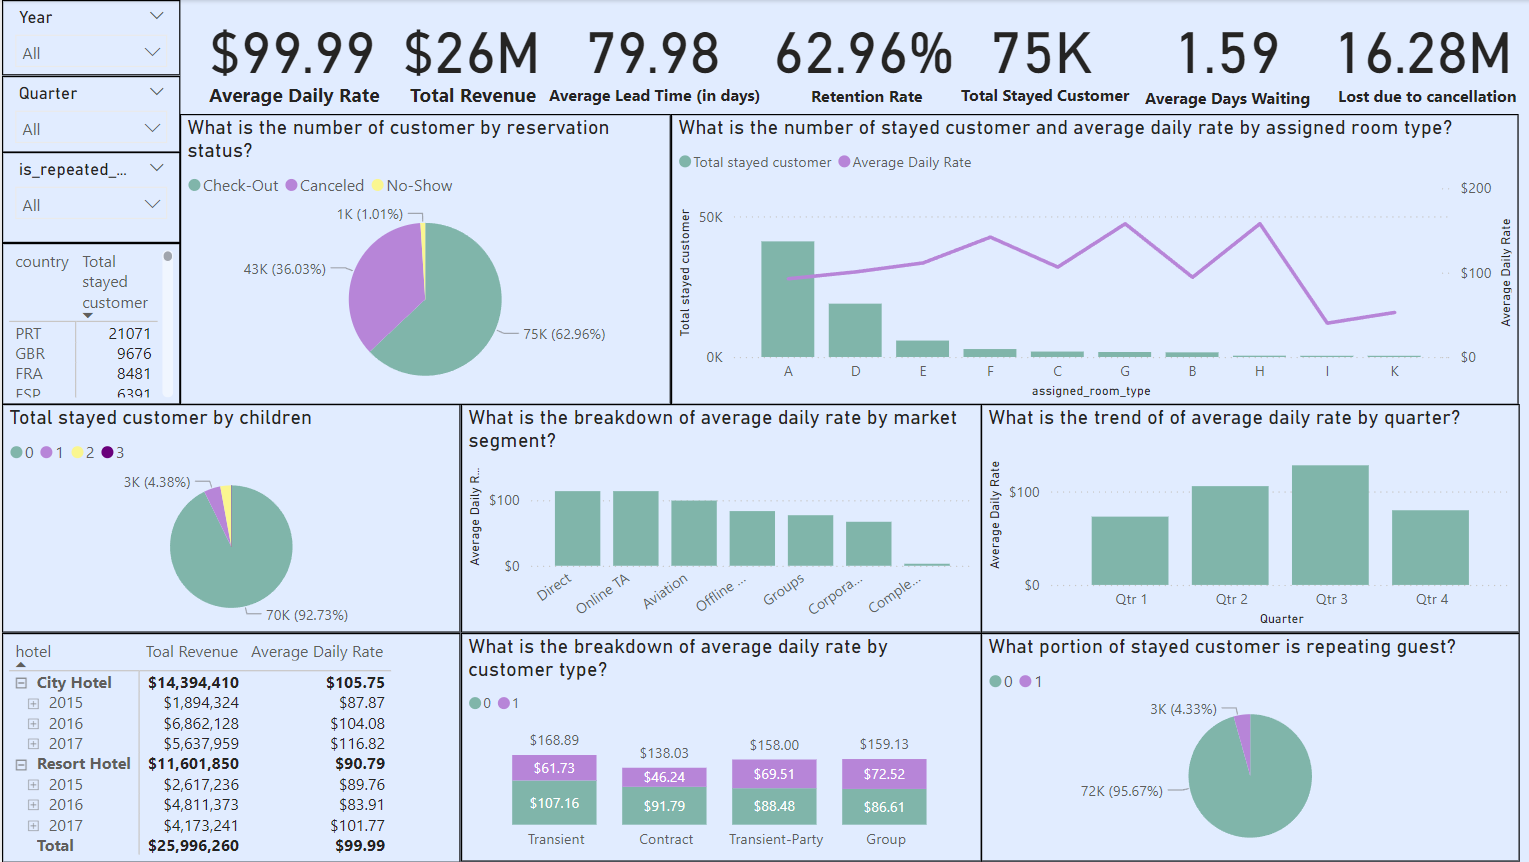 Year
All
Quarter
All
is_repeated_...
All
$99.99
Average Daily Rate
$26M
Total Revenue
79.98
Average Lead Time (in days)
62.96%
Retention Rate
75K
Total Stayed Customer
1.59
Average Days Waiting
16.28M
Lost due to cancellation
country Total stayed customer
PRT 21071
GBR 9676
FRA 8481
ESP 6391
What is the number of customer by reservation
status?
Check-Out Canceled No-Show
1K (1.01%)
43K (36.03%)
75K (62.96%)
What is the number of stayed customer and average daily rate by assigned room type?
Total stayed customer Average Daily Rate
Total stayed customer
50K
0K
$200
$100
$0
Average Daily Rate
A D E F C G B H I K
assigned_room_type
Total stayed customer by children
0 1 2 3
3K (4.38%)
70K (92.73%)
What is the breakdown of average daily rate by market
segment?
Average Daily R...
$100
$0
Direct Online TA Aviation Offline ... Groups Corpora... Comple...
What is the trend of of average daily rate by quarter?
Average Daily Rate
$100
$0
Qtr 1 Qtr 2 Qtr 3 Qtr 4
Quarter
hotel Toal Revenue Average Daily Rate
City Hotel $14,394,410 $105.75
2015 $1,894,324 $87.87
2016 $6,862,128 $104.08
2017 $5,637,959 $116.82
Resort Hotel $11,601,850 $90.79
2015 $2,617,236 $89.76
2016 $4,811,373 $83.91
2017 $4,173,241 $101.77
Total $25,996,260 $99.99
What is the breakdown of average daily rate by
customer type?
0 1
$168.89 $138.03 $158.00 $159.13
$61.73 $46.24 $69.51 $72.52
$107.16 $91.79 $88.48 $86.61
Transient Contract Transient-Party Group
What portion of stayed customer is repeating guest?
0 1
3K (4.33%)
72K (95.67%)